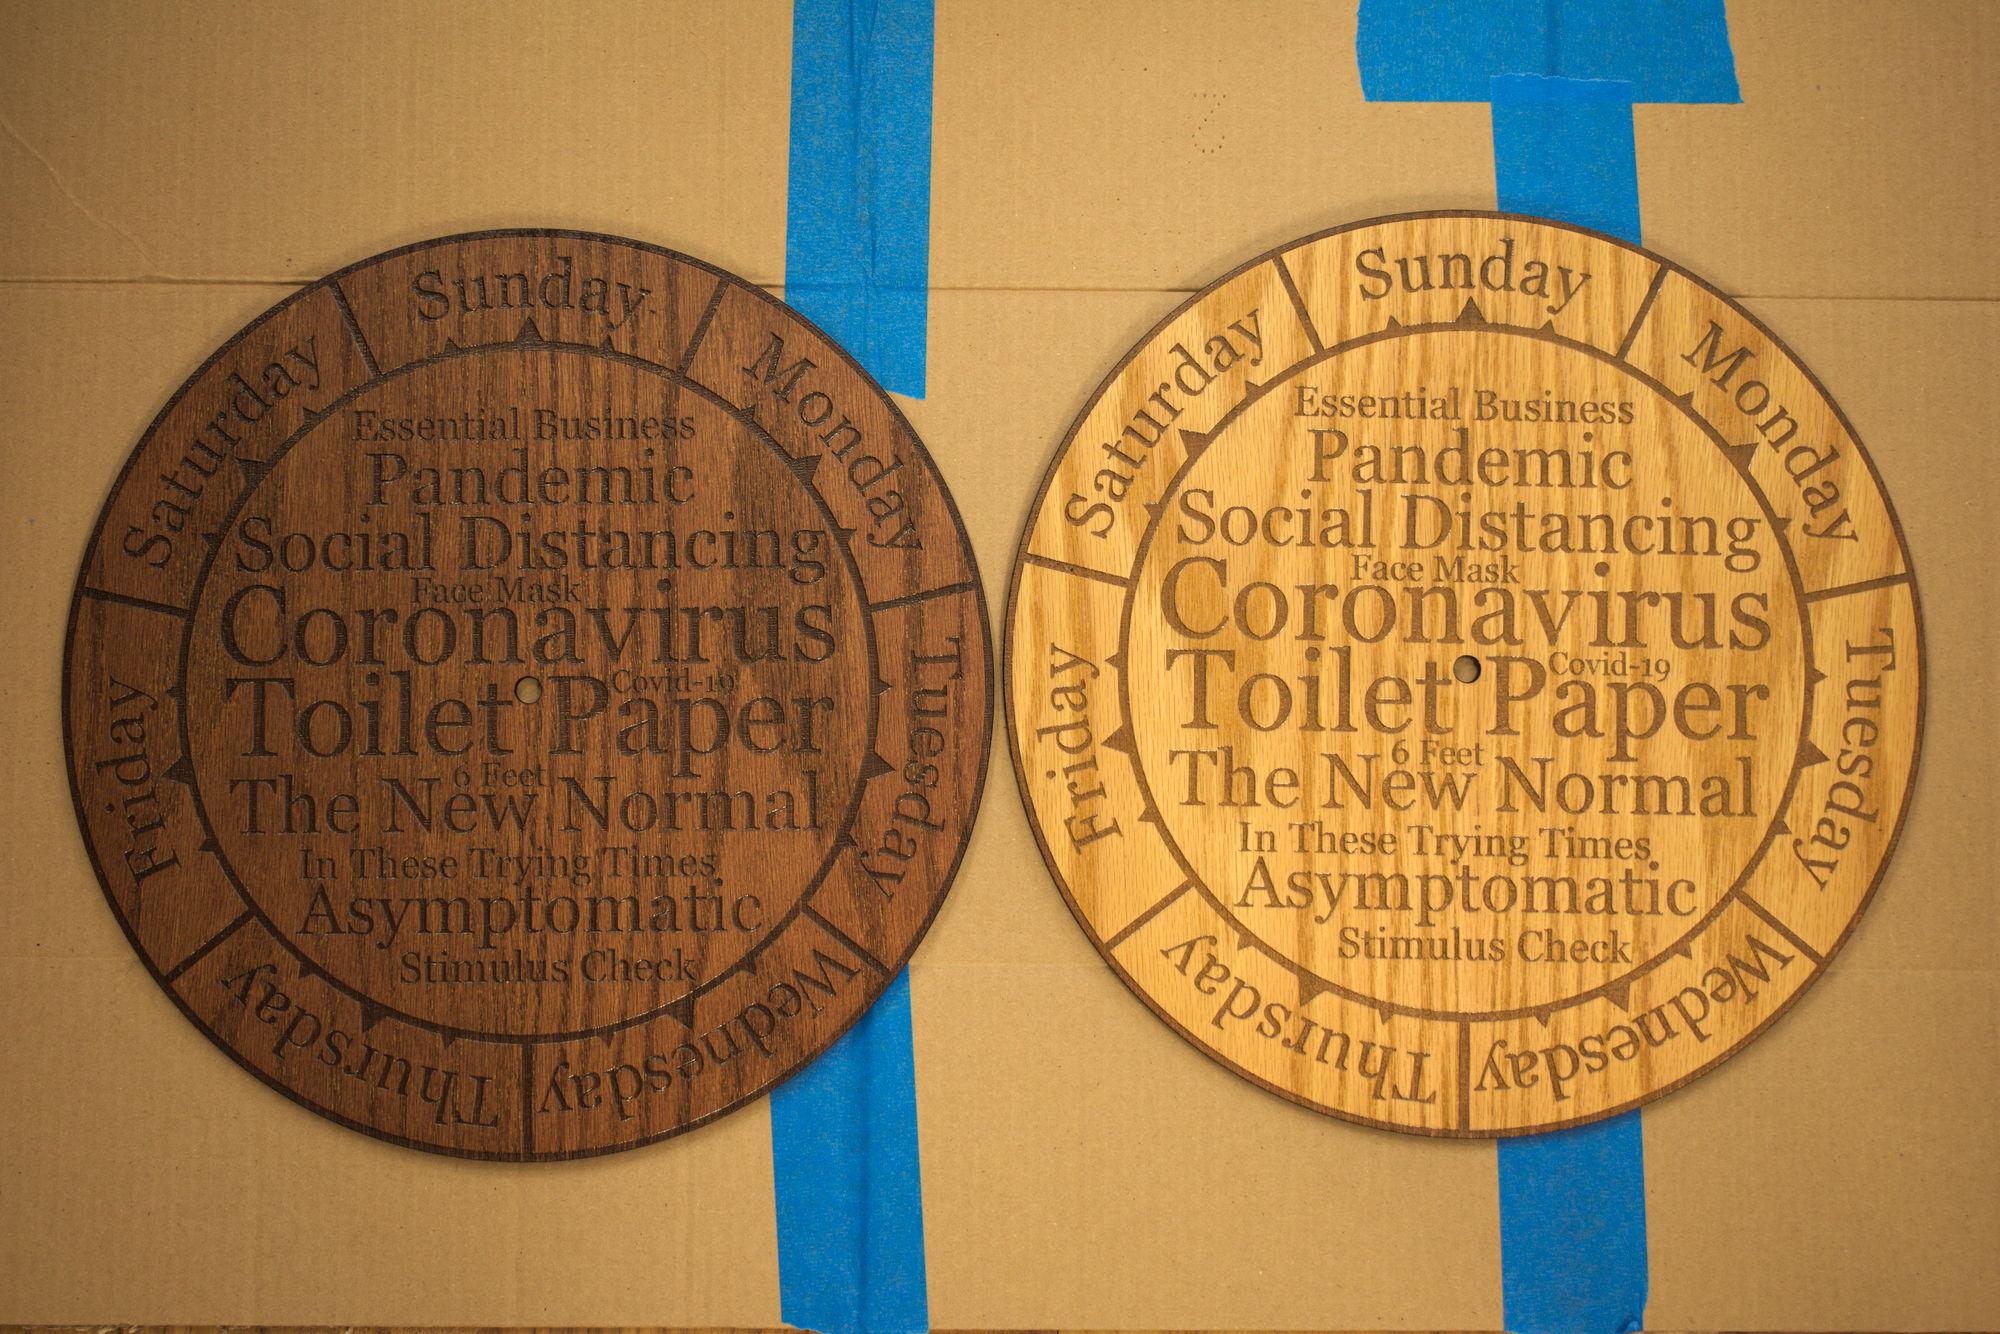 Sunday
Monday
Tuesday
Wednesday
Thursday
Friday
Saturday
Essential Business
Pandemic
Social Distancing
Face Mask
Coronavirus
Covid-19
Toilet Paper
6 Feet
The New Normal
In These Trying Times
Asymptomatic
Stimulus Check
Sunday
Monday
Tuesday
Wednesday
Thursday
Friday
Saturday
Essential Business
Pandemic
Social Distancing
Face Mask
Coronavirus
Covid-19
Toilet Paper
6 Feet
The New Normal
In These Trying Times
Asymptomatic
Stimulus Check